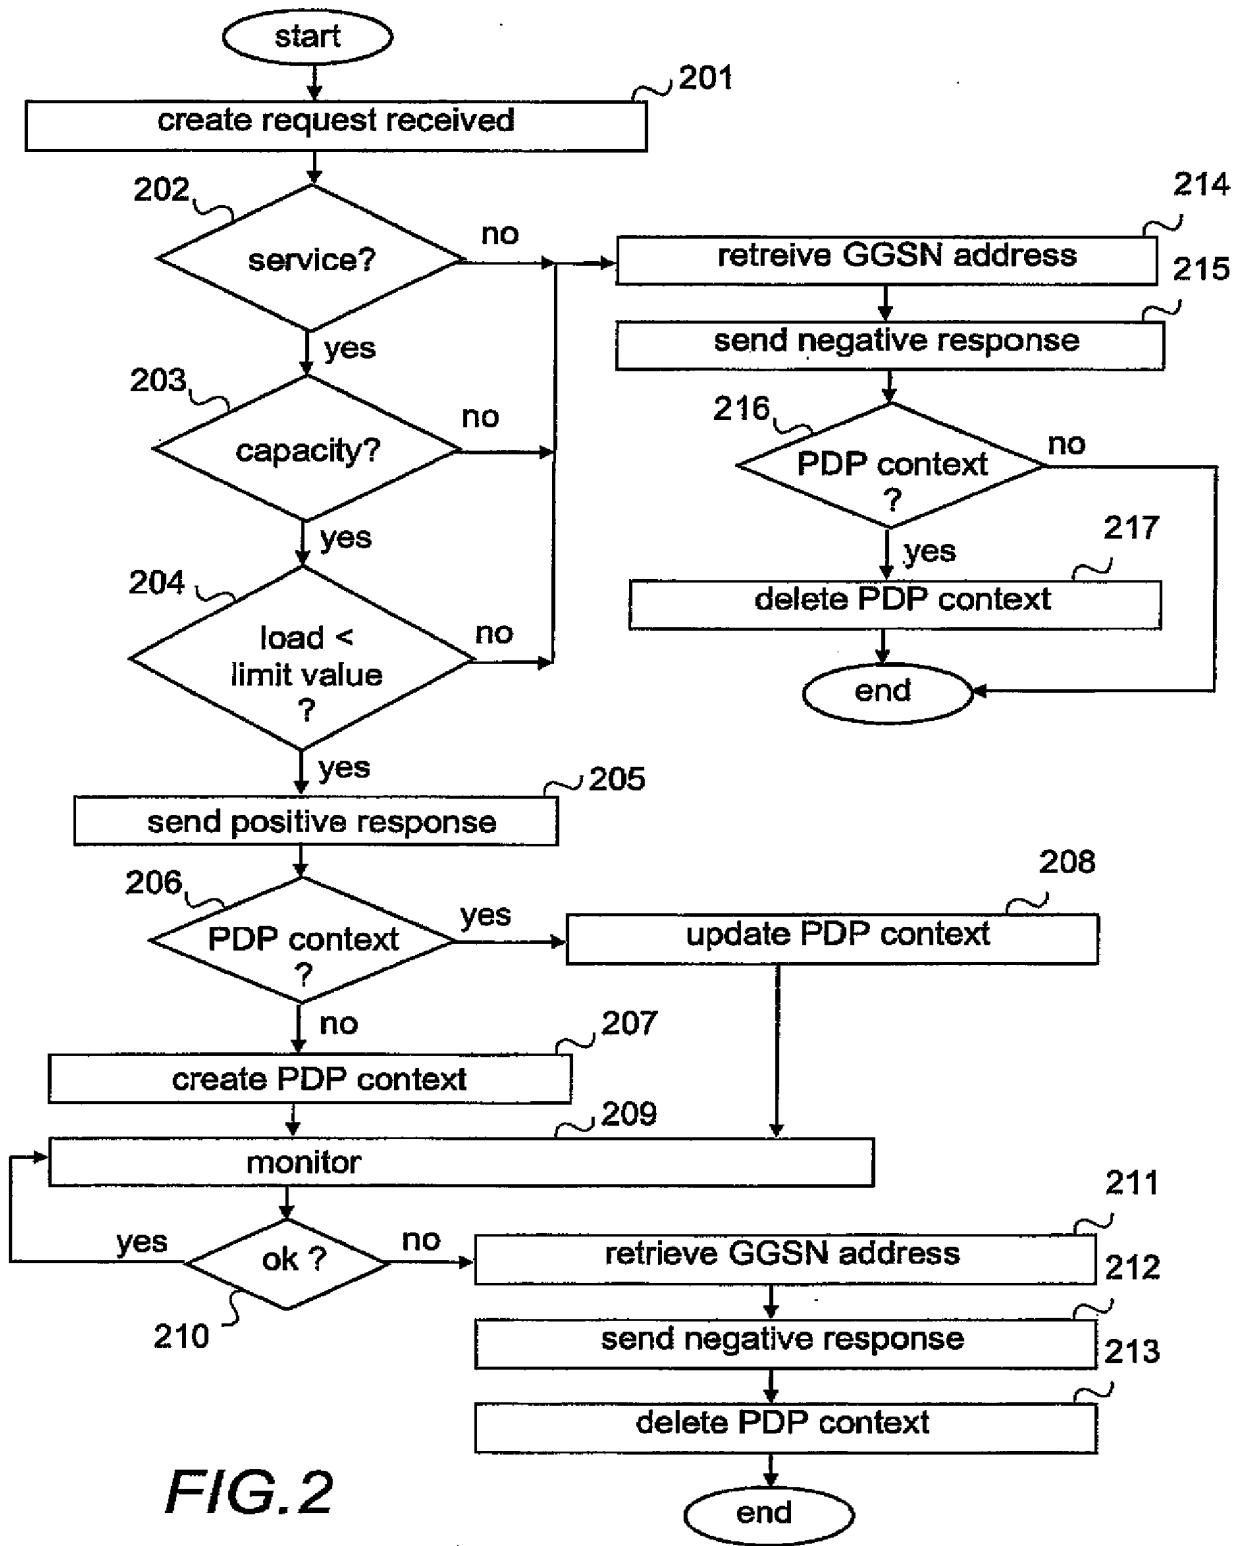 start
201
create request received
202
service?
no
yes
214
retreive GGSN address
215
send negative response
203
capacity?
no
yes
216
PDP context
?
no
yes
217
delete PDP context
end
204
load <
limit value
?
no
yes
205
send positive response
206
PDP context
?
yes
no
208
update PDP context
207
create PDP context
209
monitor
ok ?
yes
no
210
211
retrieve GGSN address
212
send negative response
213
delete PDP context
end
FIG.2